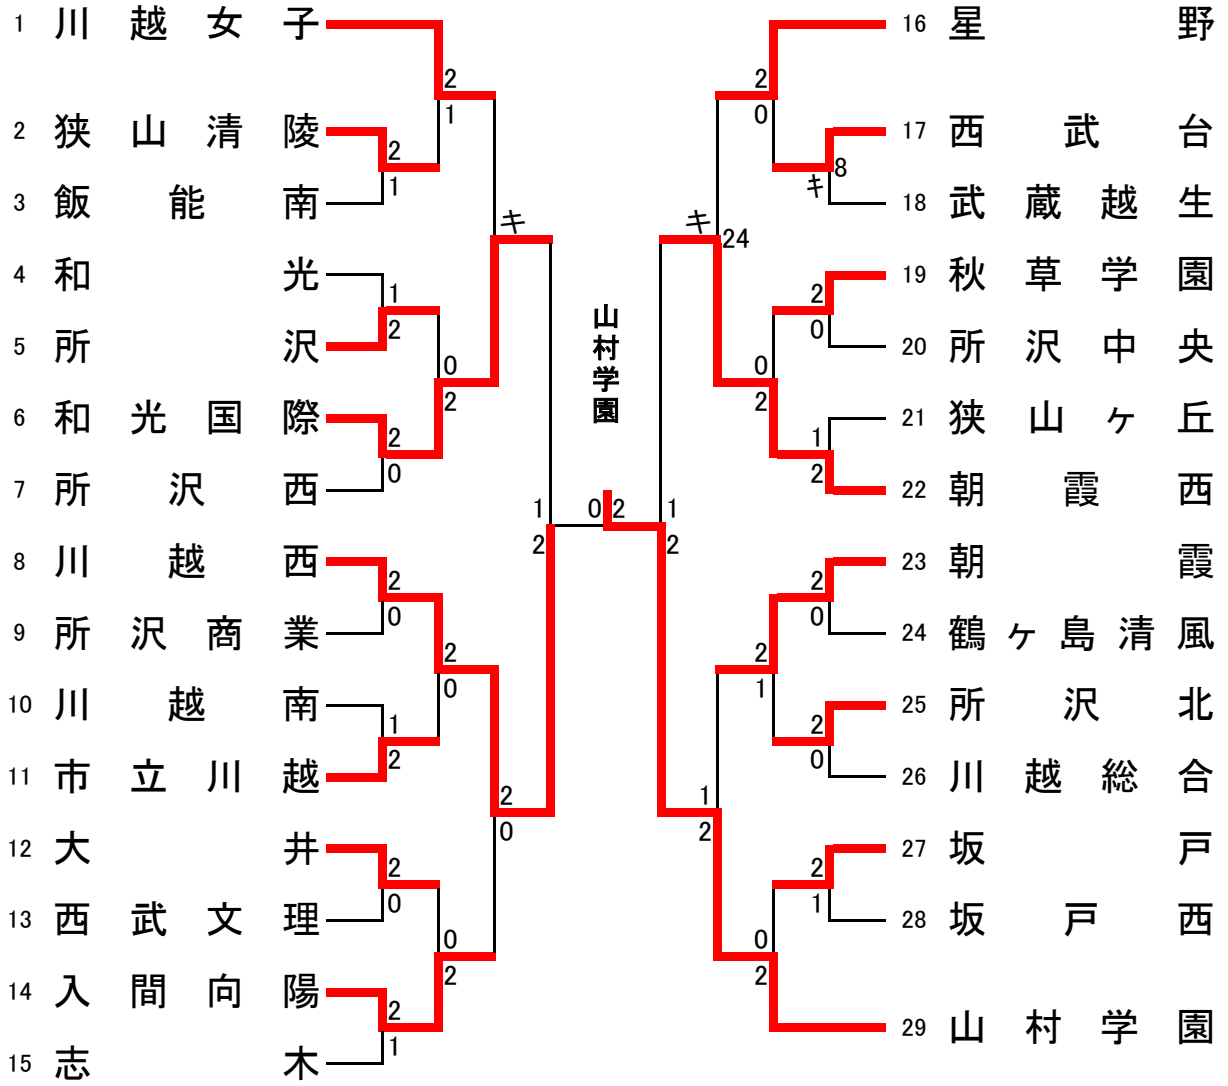 1 川越女子
2 狭山清陵
3 飯能南
4 和光
5 所沢
6 和光国際
7 所沢西
8 川越西
9 所沢商業
10 川越南
11 市立川越
12 大井
13 西武文理
14 入間向陽
15 志木
2
1
2
1
キ
1
2
0
2
2
0
1
2
2
0
2
0
1
2
2
0
2
0
0
2
2
1
山村学園
0 2
16 星野
17 西武台
18 武蔵越生
19 秋草学園
20 所沢中央
21 狭山ヶ丘
22 朝霞西
23 朝霞
24 鶴ヶ島清風
25 所沢北
26 川越総合
27 坂戸
28 坂戸西
29 山村学園
2
0
8
キ
キ
24
2
0
0
2
1
2
1
2
2
0
2
1
2
0
1
2
2
1
0
2